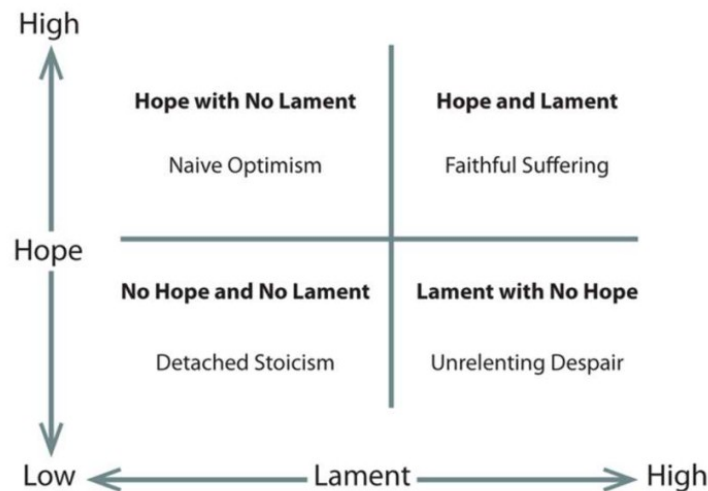 High
Hope with No Lament
Hope and Lament
Naive Optimism
Faithful Suffering
Hope
No Hope and No Lament
Lament with No Hope
Detached Stoicism
Unrelenting Despair
Low
Lament
High